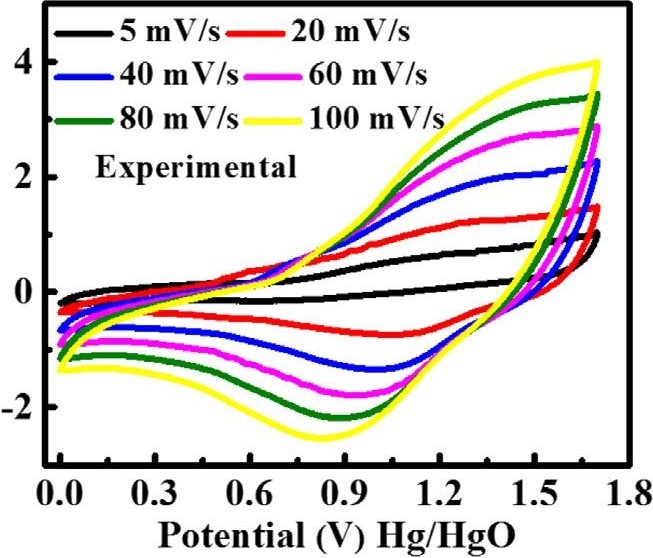 5 mV/s 20 mV/s
40 mV/s 60 mV/s
80 mV/s 100 mV/s
Experimental
4
2
0
-2
0.0 0.3 0.6 0.9 1.2 1.5 1.8
Potential (V) Hg/HgO